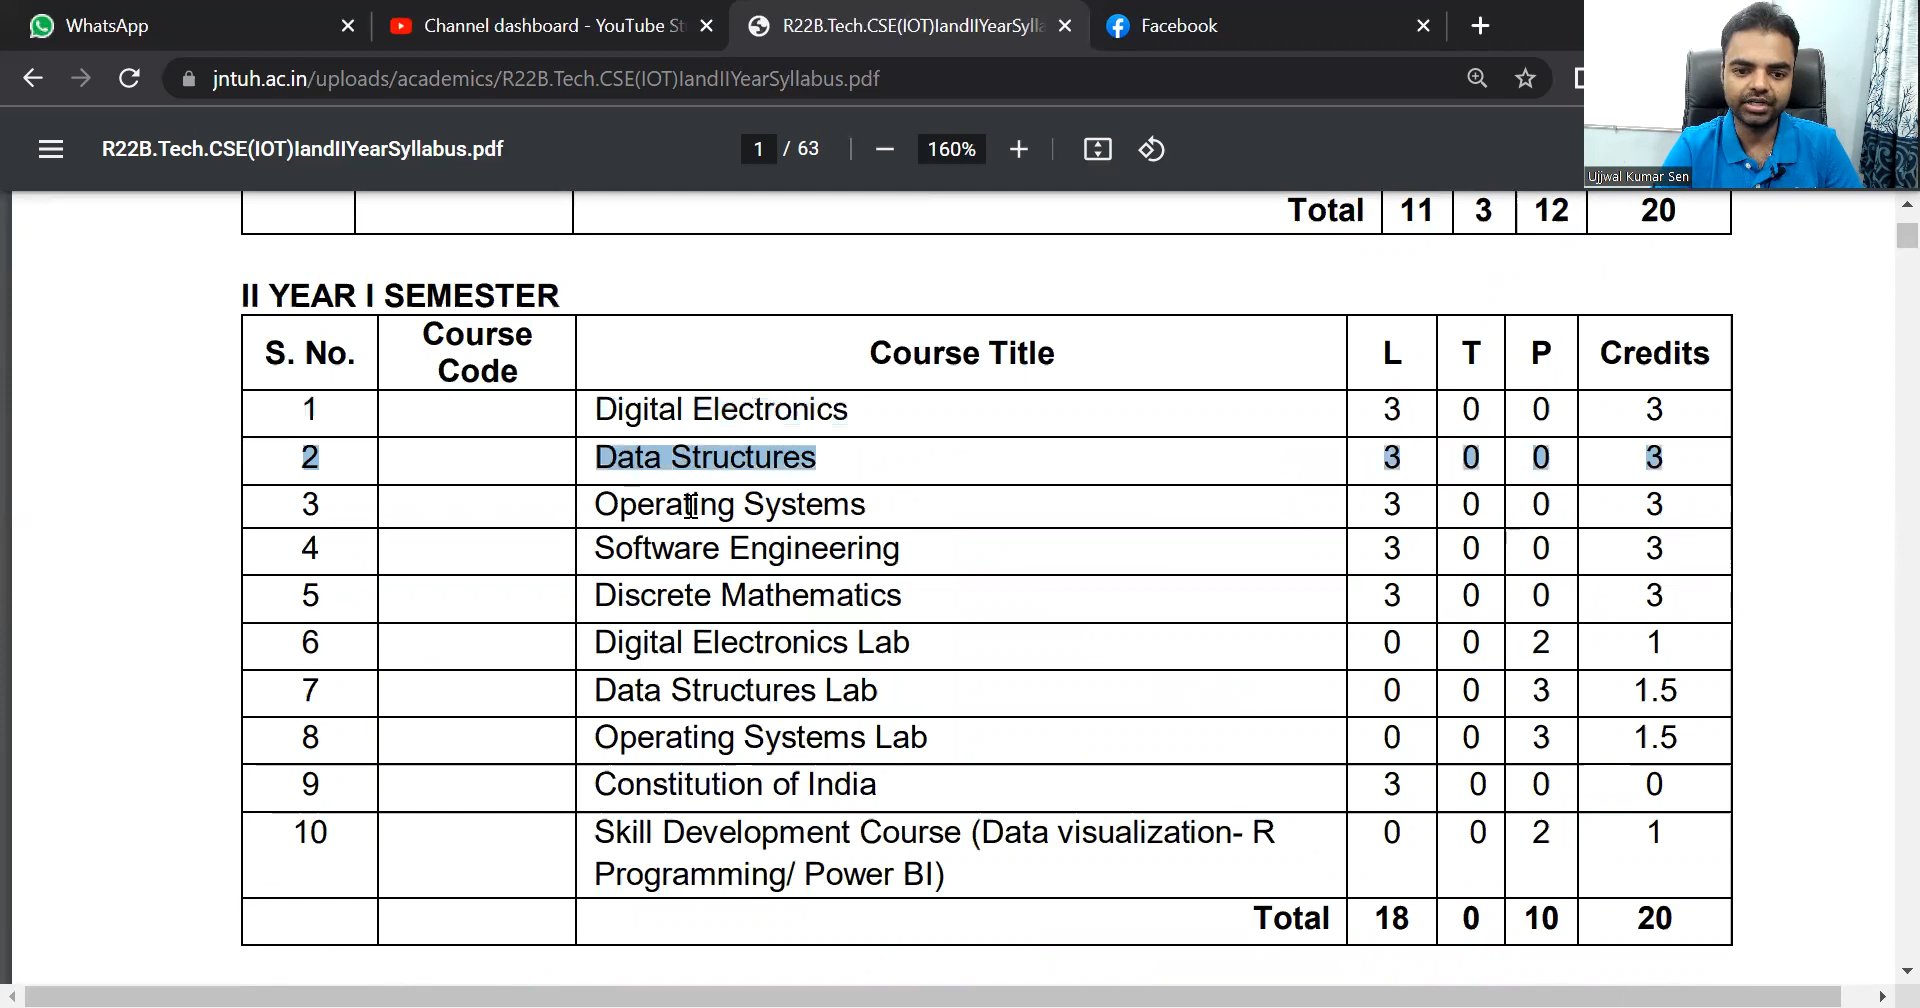 WhatsApp
Channel dashboard - YouTube St
R22B.Tech.CSE(IOT)IandIIYearSylla
Facebook
jntuh.ac.in/uploads/academics/R22B.Tech.CSE(IOT)IandIIYearSyllabus.pdf
R22B.Tech.CSE(IOT)IandIIYearSyllabus.pdf
1 / 63
160%
Ujjwal Kumar Sen
Total 11 3 12 20
II YEAR I SEMESTER
S. No. Course Code Course Title L T P Credits
1 Digital Electronics 3 0 0 3
2 Data Structures 3 0 0 3
3 Operating Systems 3 0 0 3
4 Software Engineering 3 0 0 3
5 Discrete Mathematics 3 0 0 3
6 Digital Electronics Lab 0 0 2 1
7 Data Structures Lab 0 0 3 1.5
8 Operating Systems Lab 0 0 3 1.5
9 Constitution of India 3 0 0 0
10 Skill Development Course (Data visualization- R 0 0 2 1
Programming/ Power BI)
Total 18 0 10 20